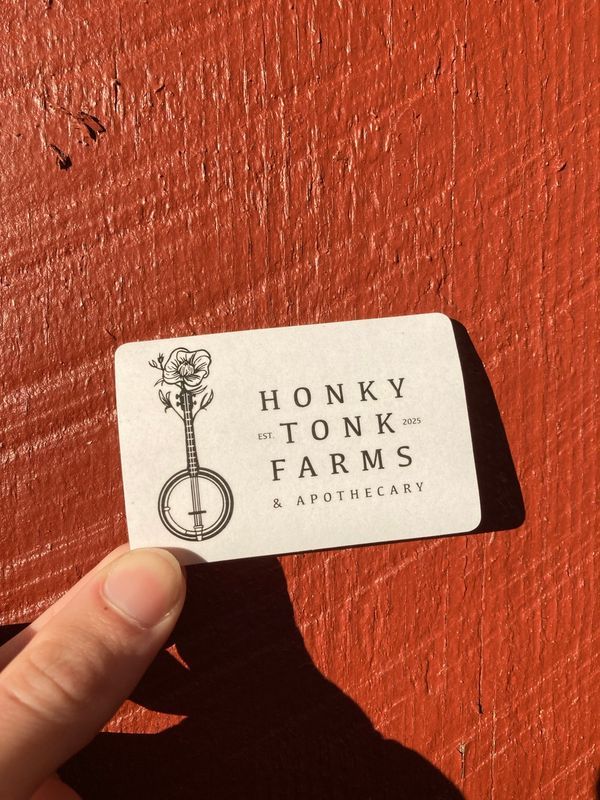 HONKY
EST. TONK 2025
FARMS
& APOTHECARY